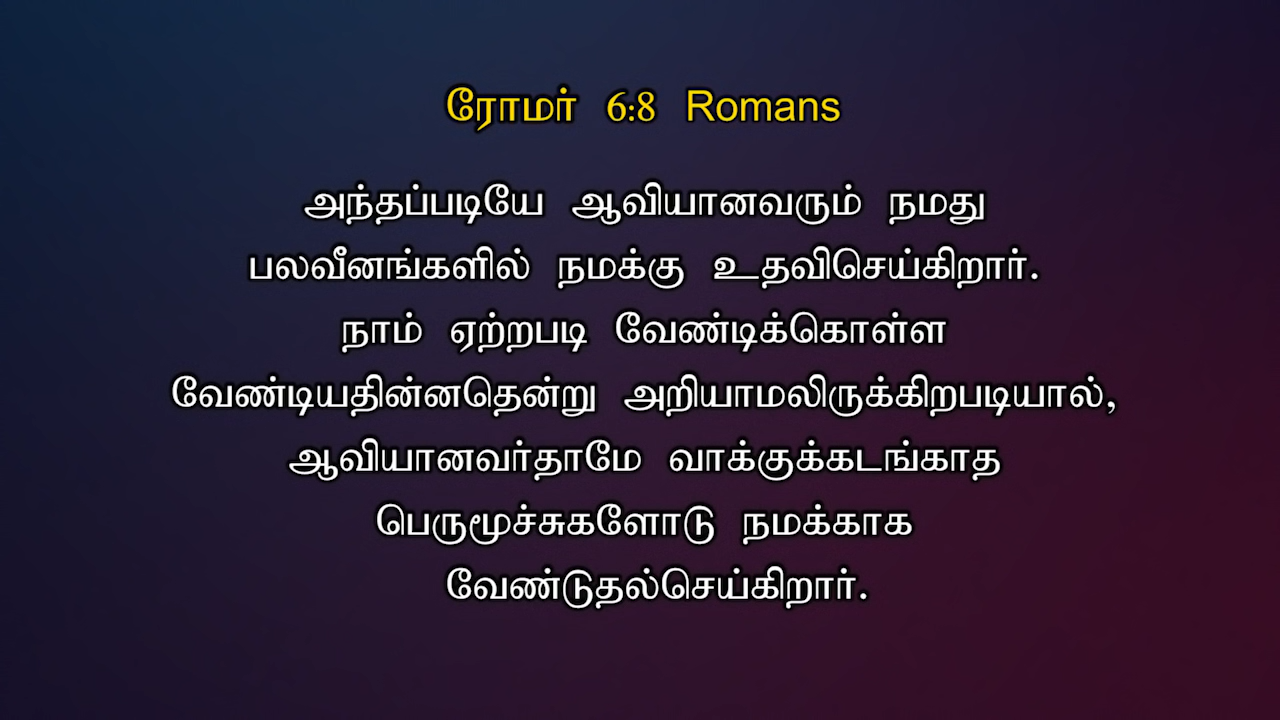 ரோமர் 6:8 Romans
அந்தப்படியே ஆவியானவரும் நமது
பலவீனங்களில் நமக்கு உதவிசெய்கிறார்.
நாம் ஏற்றபடி வேண்டிக்கொள்ள
வேண்டியதின்னதென்று அறியாமலிருக்கிறபடியால்,
ஆவியானவர்தாமே வாக்குக்கடங்காத
பெருமூச்சுகளோடு நமக்காக
வேண்டுதல்செய்கிறார்.